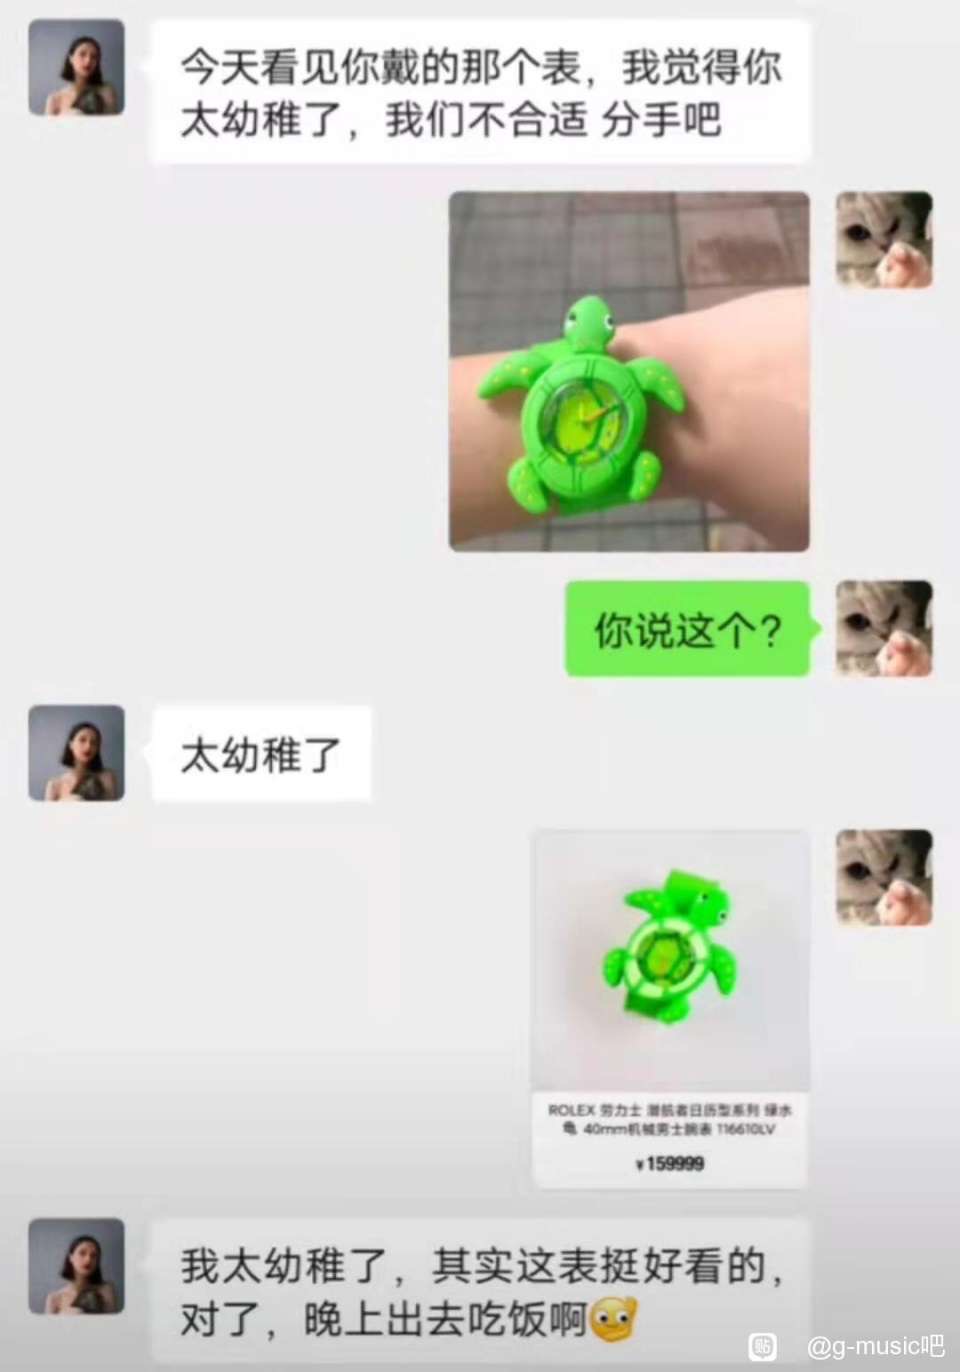 今天看见你戴的那个表，我觉得你
太幼稚了，我们不合适 分手吧
你说这个？
太幼稚了
ROLEX 劳力士 潜航者日历型系列 绿水
龟 40mm机械男士腕表 116610LV
¥159999
我太幼稚了，其实这表挺好看的，
对了，晚上出去吃饭啊
贴 @g-music吧